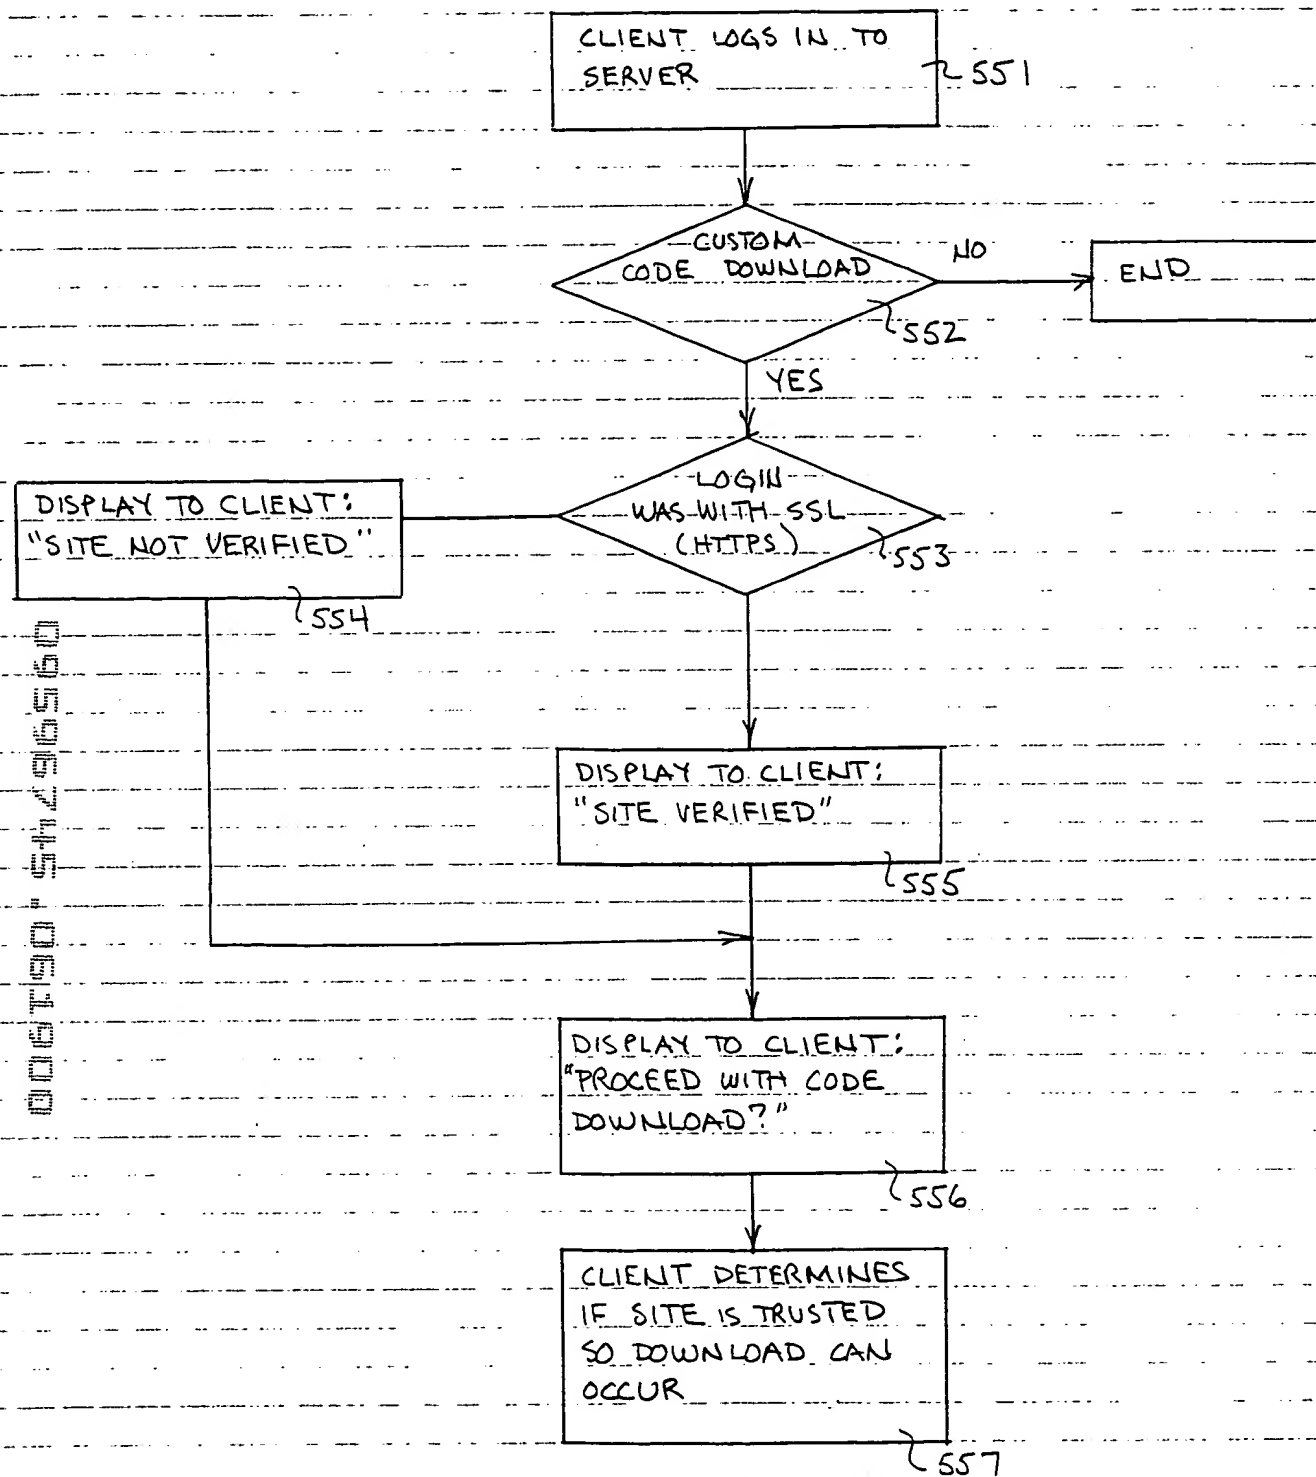 CLIENT LOGS IN TO
SERVER
551
CUSTOM
CODE DOWNLOAD
NO
END
552
YES
LOGIN
WAS WITH SSL
(HTTPS)
553
DISPLAY TO CLIENT:
"SITE NOT VERIFIED"
554
DISPLAY TO CLIENT:
"SITE VERIFIED"
555
DISPLAY TO CLIENT:
"PROCEED WITH CODE
DOWNLOAD?"
556
CLIENT DETERMINES
IF SITE IS TRUSTED
SO DOWNLOAD CAN
OCCUR
557